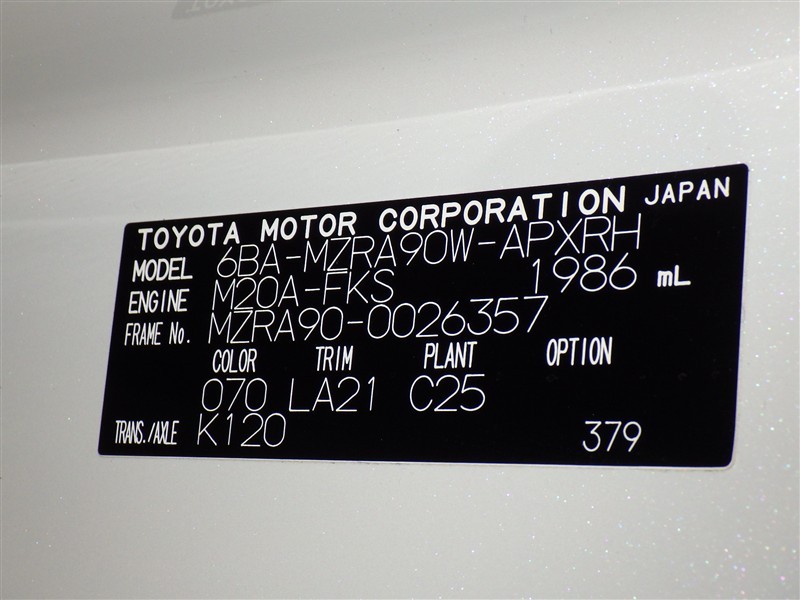 TOYOTA MOTOR CORPORATION JAPAN
MODEL 6BA-MZRA90W-APXRH
ENGINE M20A-FKS 1986 mL
FRAME No. MZRA90-0026357
COLOR TRIM PLANT OPTION
070 LA21 C25
TRANS./AXLE K120 379